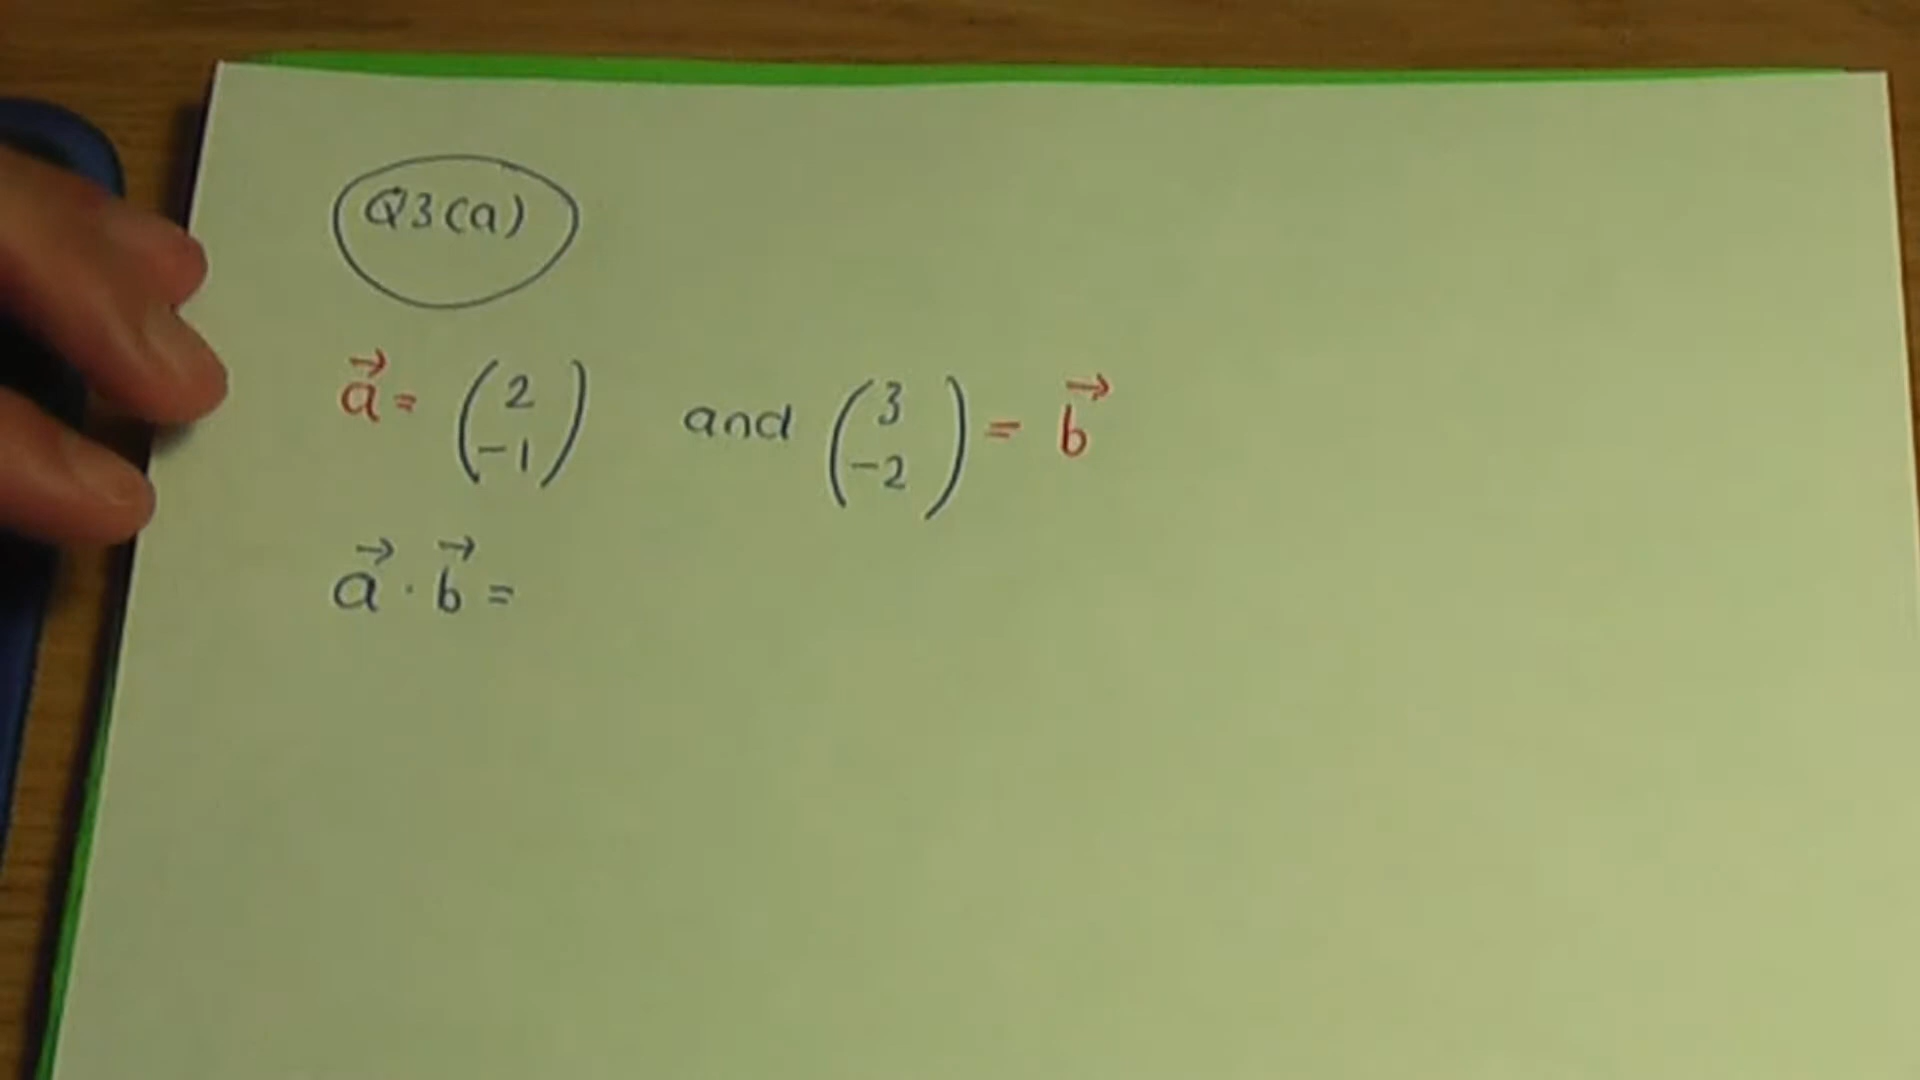 Q3(a)
a⃗ = (2 -1) and (3 -2) = b⃗
a⃗ · b⃗ =